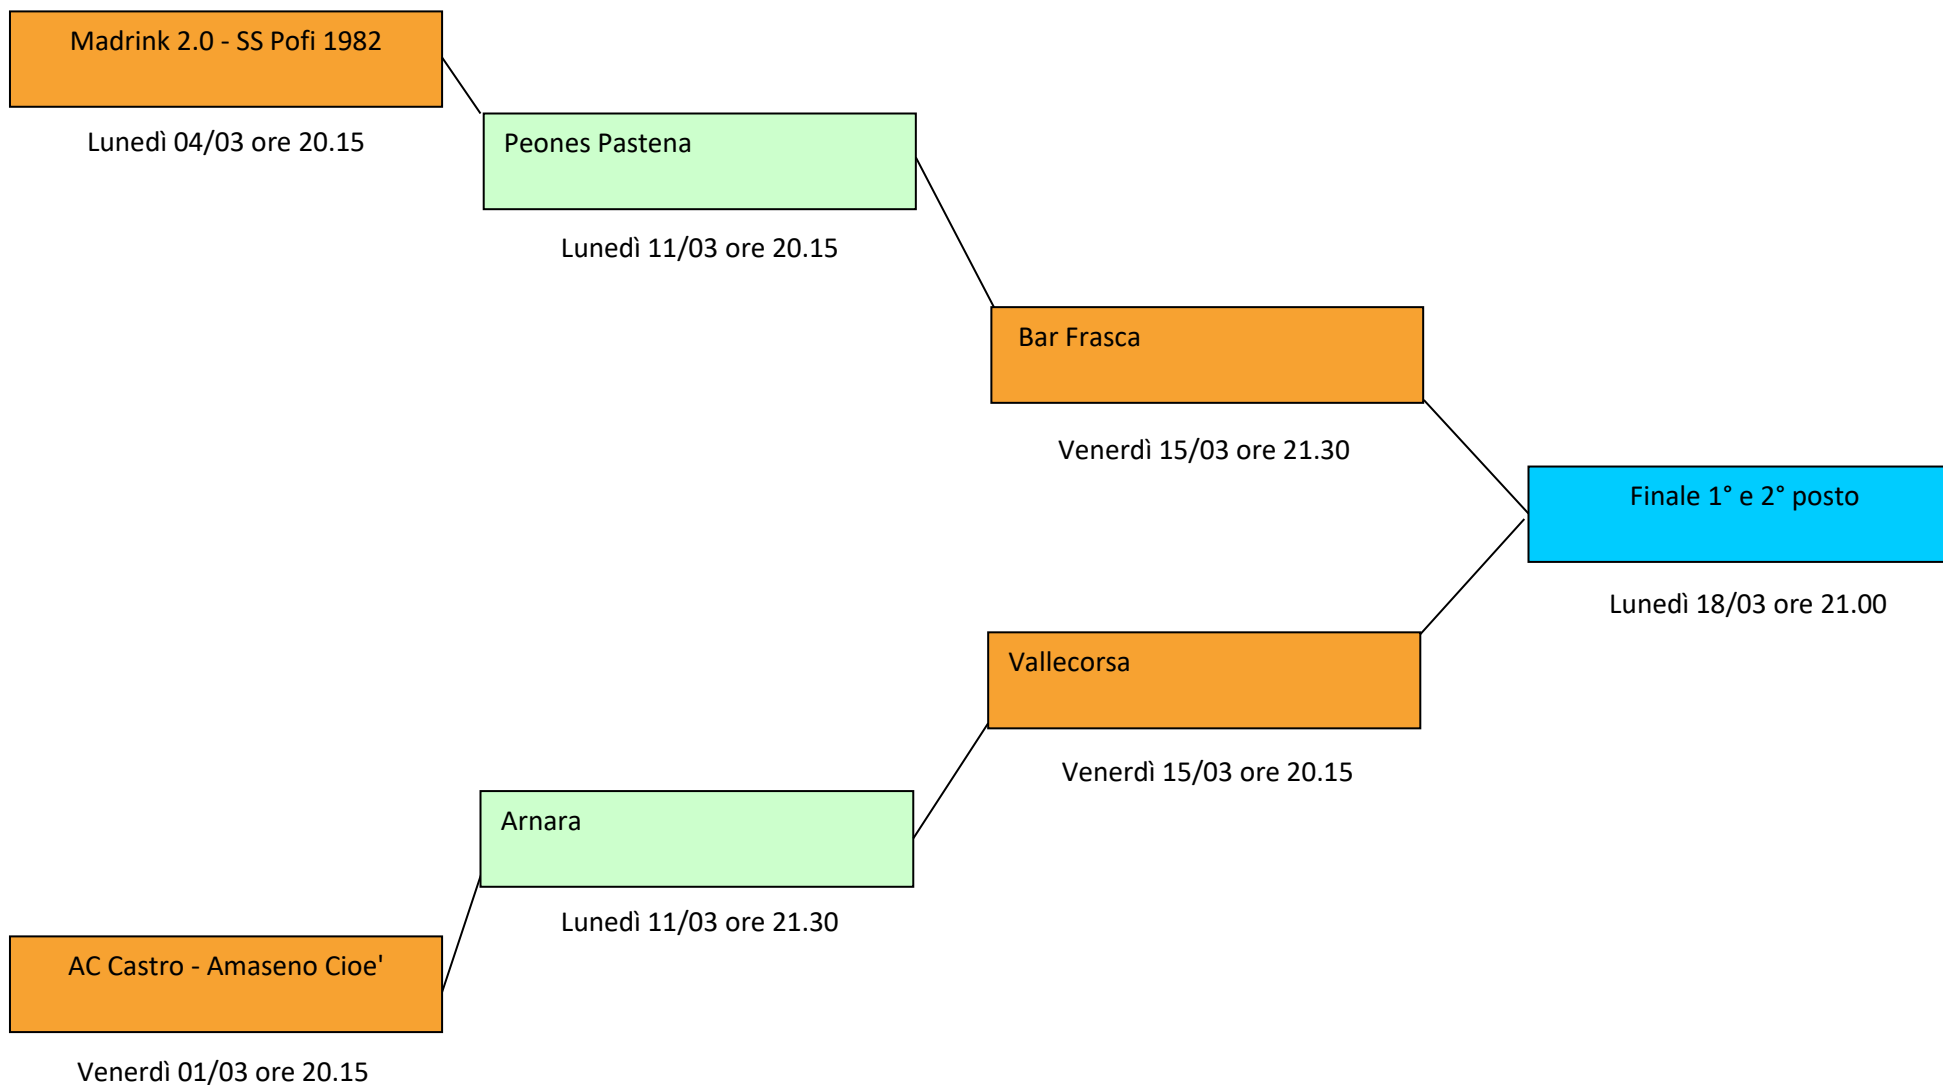 Madrink 2.0 - SS Pofi 1982
Lunedì 04/03 ore 20.15
Peones Pastena
Lunedì 11/03 ore 20.15
Bar Frasca
Venerdì 15/03 ore 21.30
Finale 1° e 2° posto
Lunedì 18/03 ore 21.00
Vallecorsa
Venerdì 15/03 ore 20.15
Arnara
Lunedì 11/03 ore 21.30
AC Castro - Amaseno Cioe'
Venerdì 01/03 ore 20.15